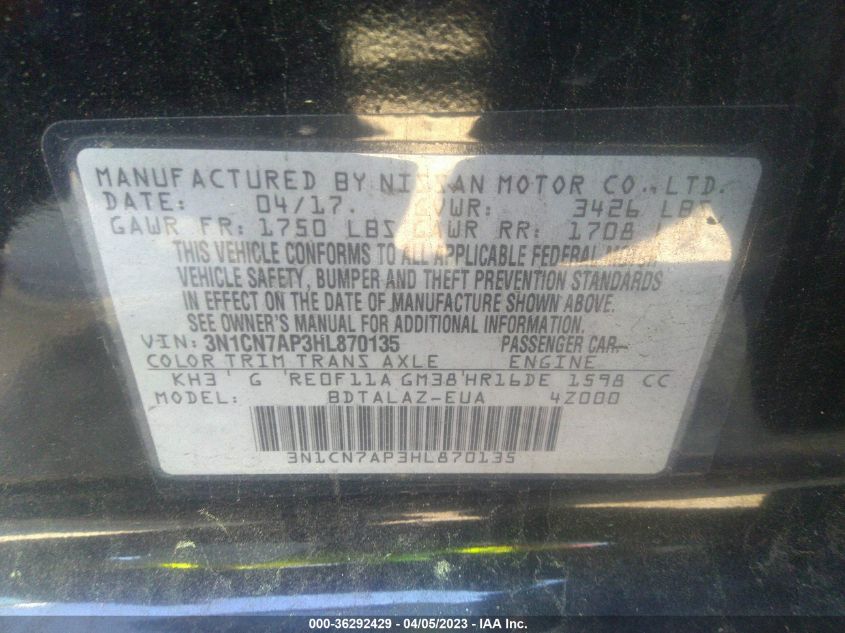 MANUFACTURED BY NISSAN MOTOR CO., LTD.
DATE: 04/17. GVWR: 3426 LBS
GAWR FR: 1750 LBS GAWR RR: 1708
THIS VEHICLE CONFORMS TO ALL APPLICABLE FEDERAL MOTOR
VEHICLE SAFETY, BUMPER AND THEFT PREVENTION STANDARDS
IN EFFECT ON THE DATE OF MANUFACTURE SHOWN ABOVE.
SEE OWNER'S MANUAL FOR ADDITIONAL INFORMATION
VIN: 3N1CN7AP3HL870135 PASSENGER CAR
COLOR TRIM TRANS AXLE ENGINE
KH3 G RE0F11A GM38 HR16DE 1598 CC
MODEL: BDTALAZ-EUA 4Z000
3N1CN7AP3HL870135
000-36292429 - 04/05/2023 - IAA Inc.